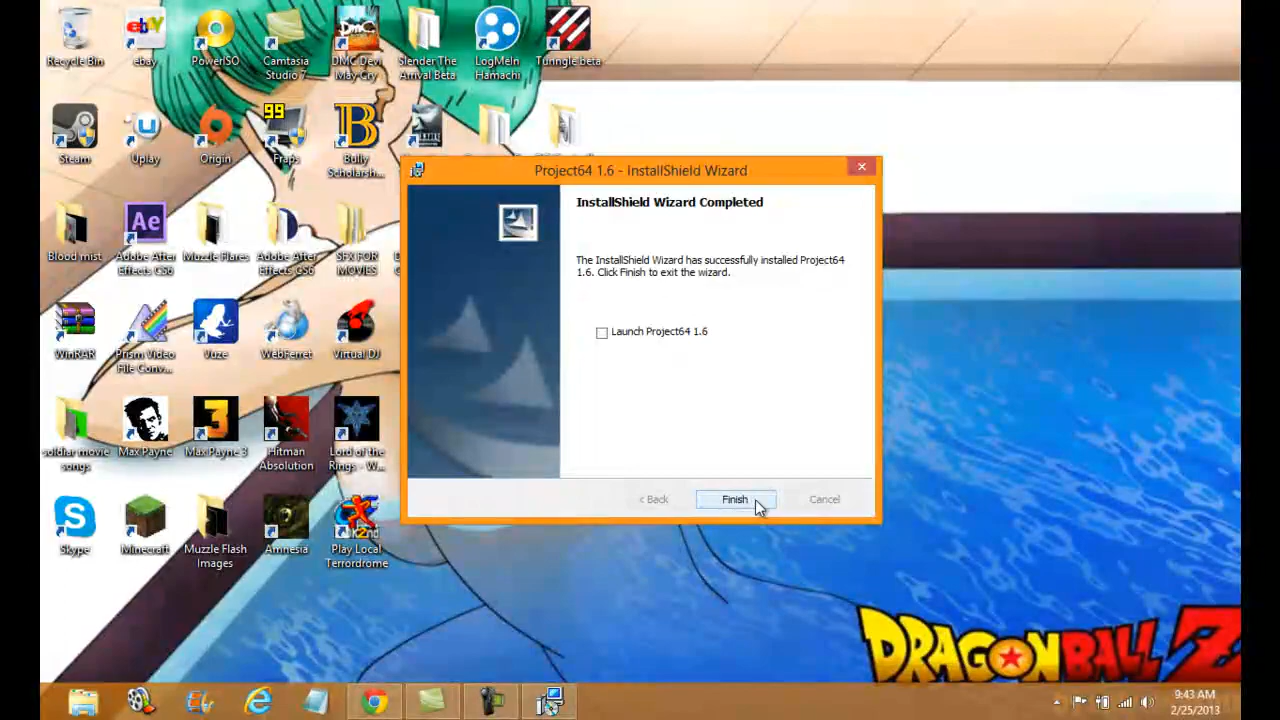 Recycle Bin
ebay
PowerISO
Camtasia
Studio 7
DMC Devil
May Cry
Slender The
Arrival Beta
LogMeIn
Hamachi
Tunngle beta
Steam
Uplay
Origin
99
Fraps
Bully
Scholarsh...
Blood mist
Ae
Adobe After
Effects CS6
Muzzle Flares
Adobe After
Effects CS6
SFX FOR
MOVIES
WinRAR
Prism Video
File Conv...
Vuze
WebFerret
Virtual DJ
soldiar movie
songs
Max Payne
3
Max Payne 3
Hitman
Absolution
Lord of the
Rings - W...
Skype
Minecraft
Muzzle Flash
Images
Amnesia
Play Local
Terrordrome
Project64 1.6 - InstallShield Wizard
InstallShield Wizard Completed
The InstallShield Wizard has successfully installed Project64
1.6. Click Finish to exit the wizard.
Launch Project64 1.6
< Back
Finish
Cancel
DRAGON BALL Z
9:43 AM
2/25/2013